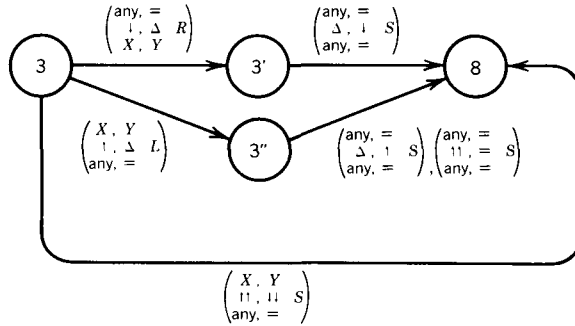 any, = any, =
↓, Δ R Δ, ↓ S
X, Y any, =
3 3' 8
X, Y 3'' any, = any, =
↑, Δ L Δ, ↑ S , ↑↑, = S
any, = any, = any, =
X, Y
↑↑, ↓↓ S
any, =